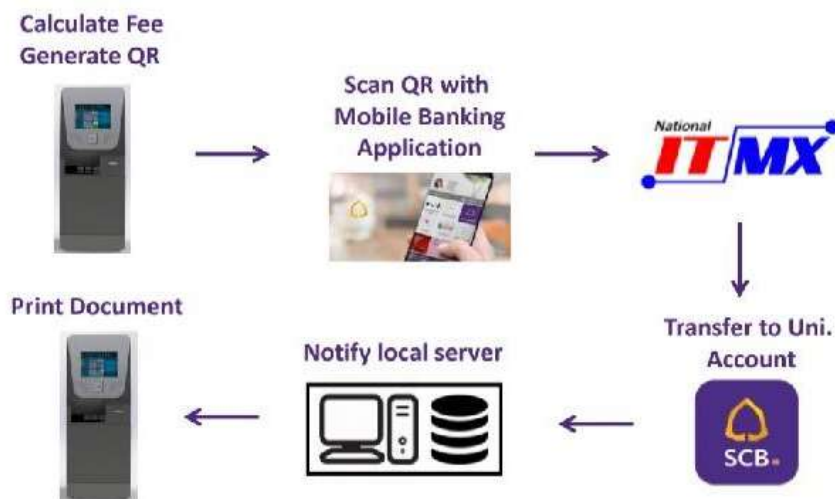 Calculate Fee
Generate QR
Scan QR with
Mobile Banking
Application
National
ITMX
Transfer to Uni.
Account
SCB
Notify local server
Print Document